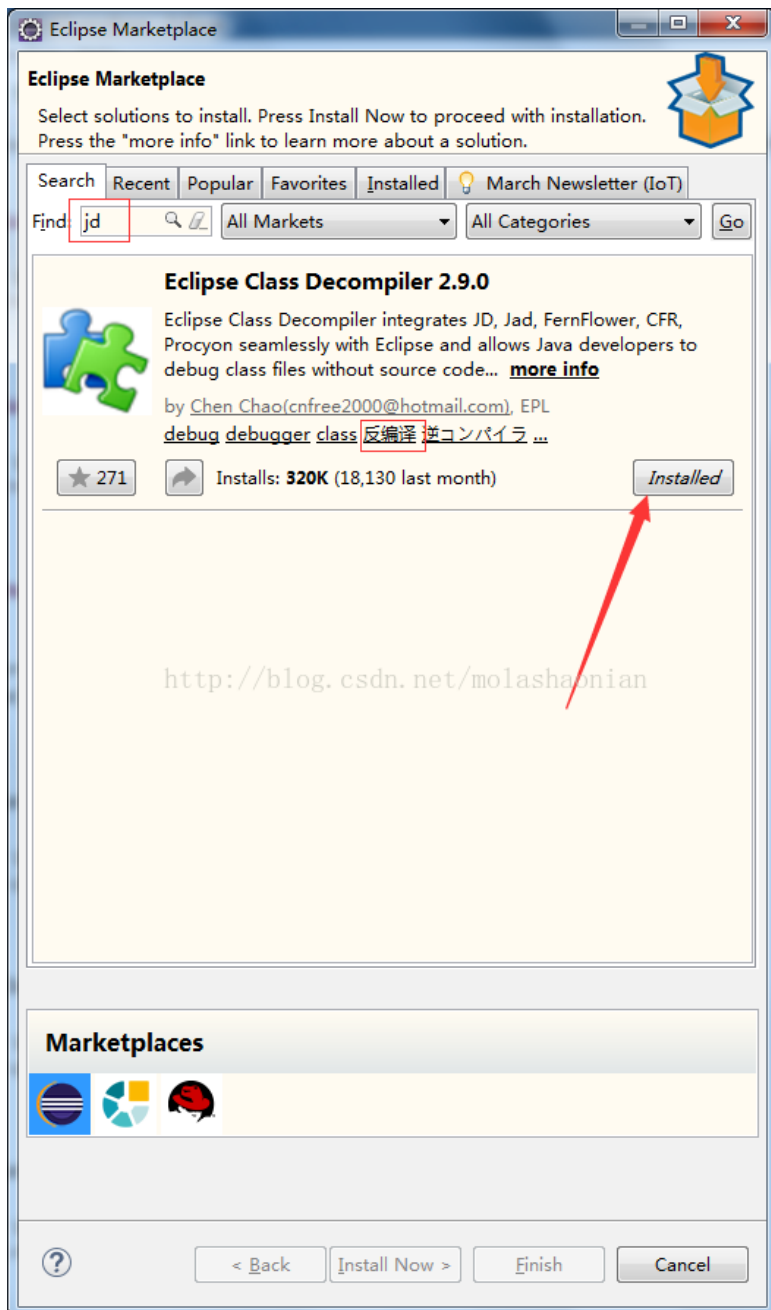 Eclipse Marketplace
Eclipse Marketplace
Select solutions to install. Press Install Now to proceed with installation.
Press the "more info" link to learn more about a solution.
Search Recent Popular Favorites Installed March Newsletter (IoT)
Find: jd All Markets All Categories Go
Eclipse Class Decompiler 2.9.0
Eclipse Class Decompiler integrates JD, Jad, FernFlower, CFR,
Procyon seamlessly with Eclipse and allows Java developers to
debug class files without source code... more info
by Chen Chao(cnfree2000@hotmail.com), EPL
debug debugger class 反编译 逆コンパイラ ...
271 Installs: 320K (18,130 last month) Installed
http://blog.csdn.net/molashaonian
Marketplaces
? < Back Install Now > Finish Cancel